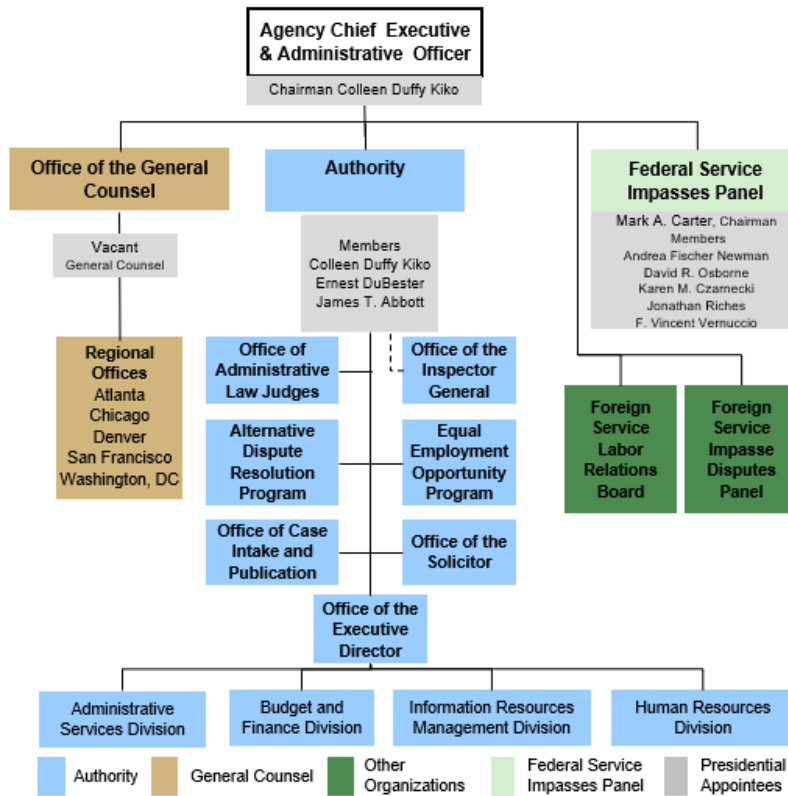 Agency Chief Executive
& Administrative Officer
Chairman Colleen Duffy Kiko
Office of the General
Counsel
Vacant
General Counsel
Regional
Offices
Atlanta
Chicago
Denver
San Francisco
Washington, DC
Authority
Members
Colleen Duffy Kiko
Ernest DuBester
James T. Abbott
Federal Service
Impasses Panel
Mark A. Carter, Chairman
Members
Andrea Fischer Newman
David R. Osborne
Karen M. Czarnecki
Jonathan Riches
F. Vincent Vernuccio
Office of
Administrative
Law Judges
Office of the
Inspector
General
Alternative
Dispute
Resolution
Program
Equal
Employment
Opportunity
Program
Office of Case
Intake and
Publication
Office of the
Solicitor
Foreign
Service
Labor
Relations
Board
Foreign
Service
Impasse
Disputes
Panel
Office of the
Executive
Director
Administrative
Services Division
Budget and
Finance Division
Information Resources
Management Division
Human Resources
Division
Authority
General Counsel
Other
Organizations
Federal Service
Impasses Panel
Presidential
Appointees